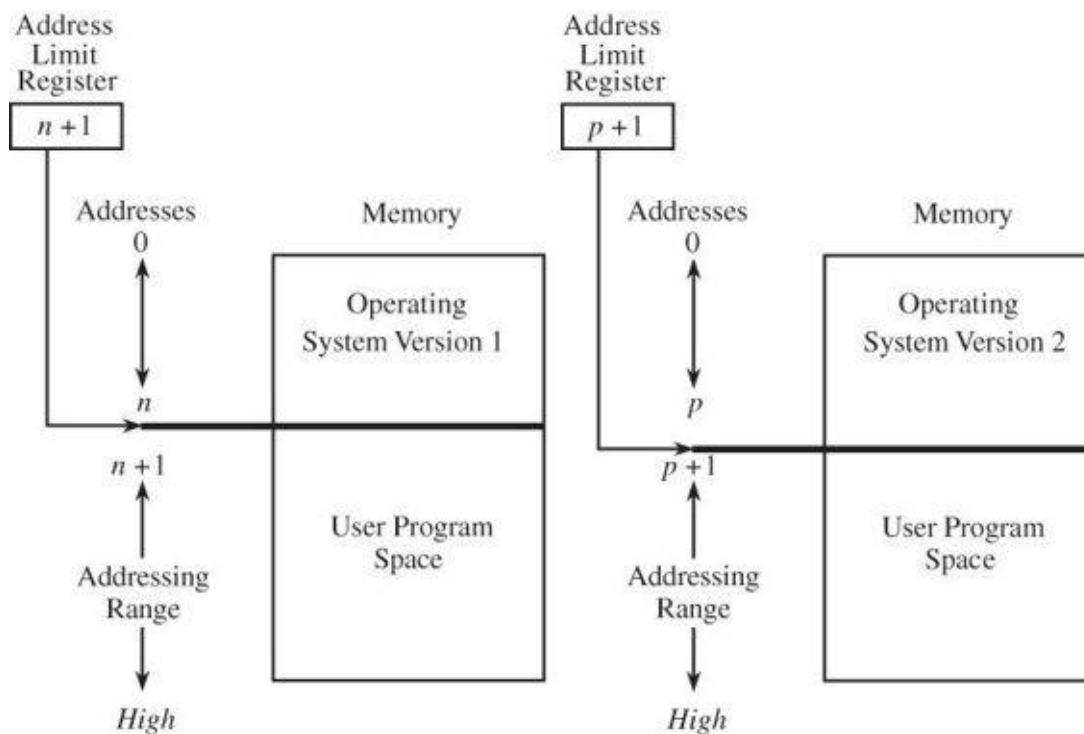 Address
Limit
Register
n + 1
Addresses
0
n
n + 1
Addressing
Range
High
Memory
Operating
System Version 1
User Program
Space
Address
Limit
Register
p + 1
Addresses
0
p
p + 1
Addressing
Range
High
Memory
Operating
System Version 2
User Program
Space